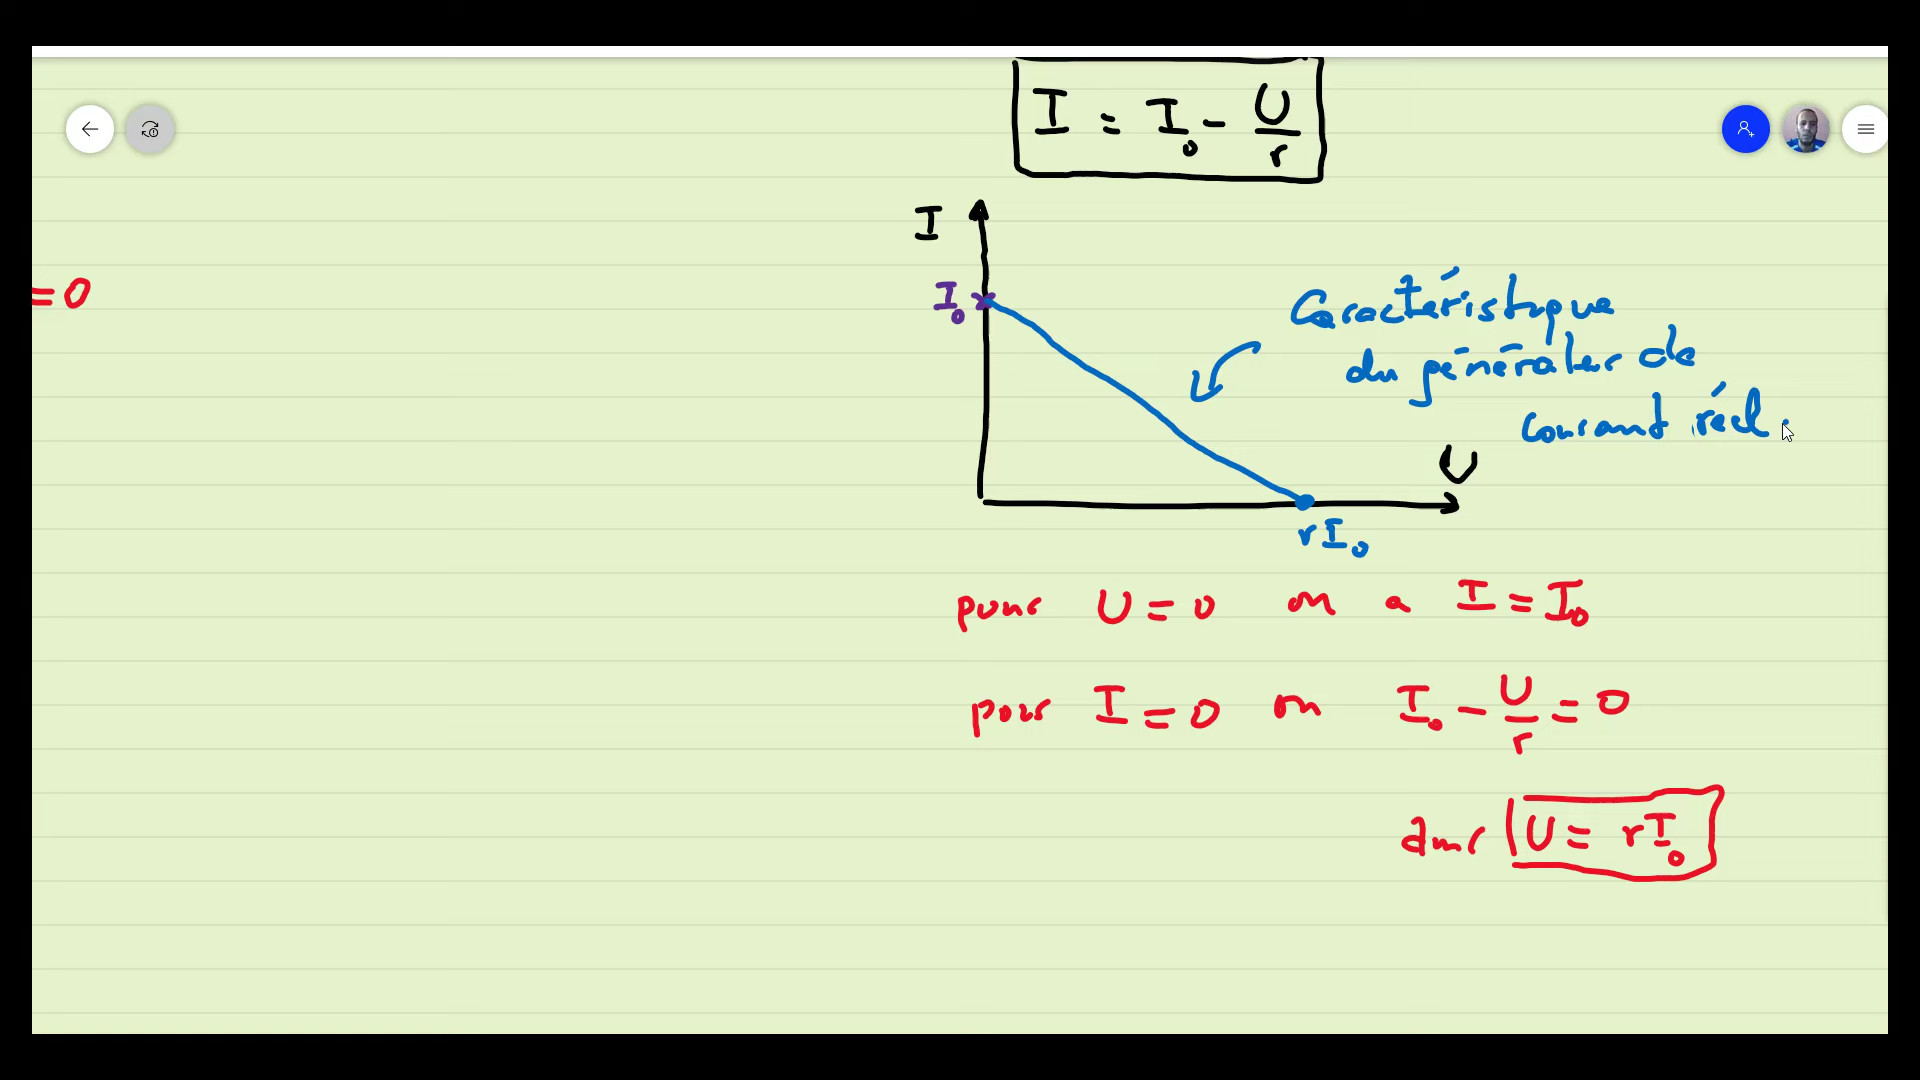 I = I₀ - U/r
I
= 0
I₀
Caractéristique
du générateur de
courant réel.
U
rI₀
pour U = 0 on a I = I₀
pour I = 0 on I₀ - U/r = 0
donc U = rI₀